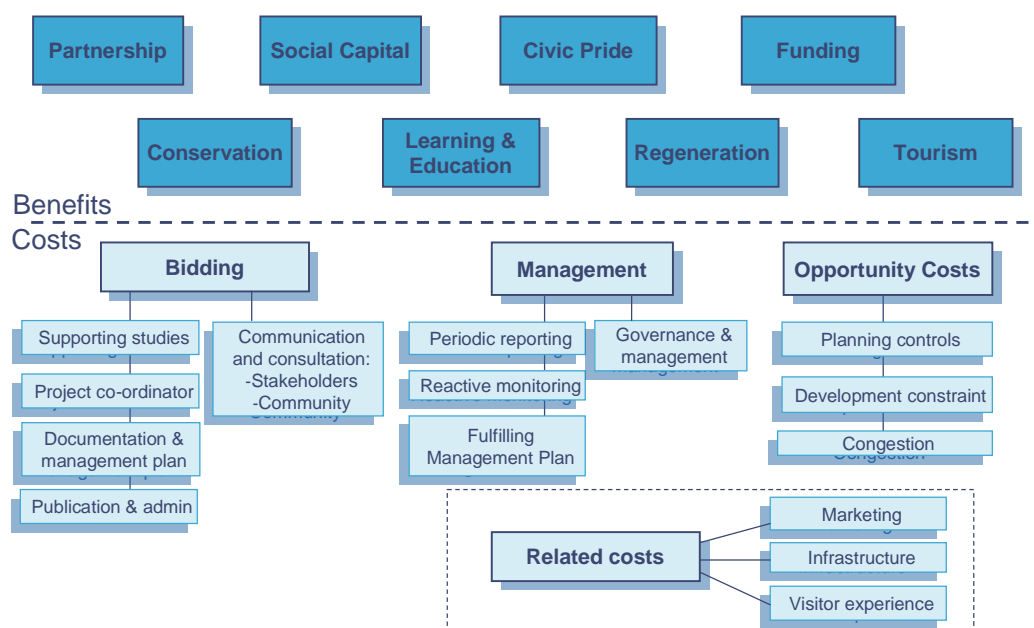 Partnership
Social Capital
Civic Pride
Funding
Conservation
Learning &
Education
Regeneration
Tourism
Benefits
Costs
Bidding
Supporting studies
Project co-ordinator
Documentation &
management plan
Publication & admin
Communication
and consultation:
-Stakeholders
-Community
Management
Periodic reporting
Reactive monitoring
Fulfilling
Management Plan
Governance &
management
Opportunity Costs
Planning controls
Development constraint
Congestion
Related costs
Marketing
Infrastructure
Visitor experience